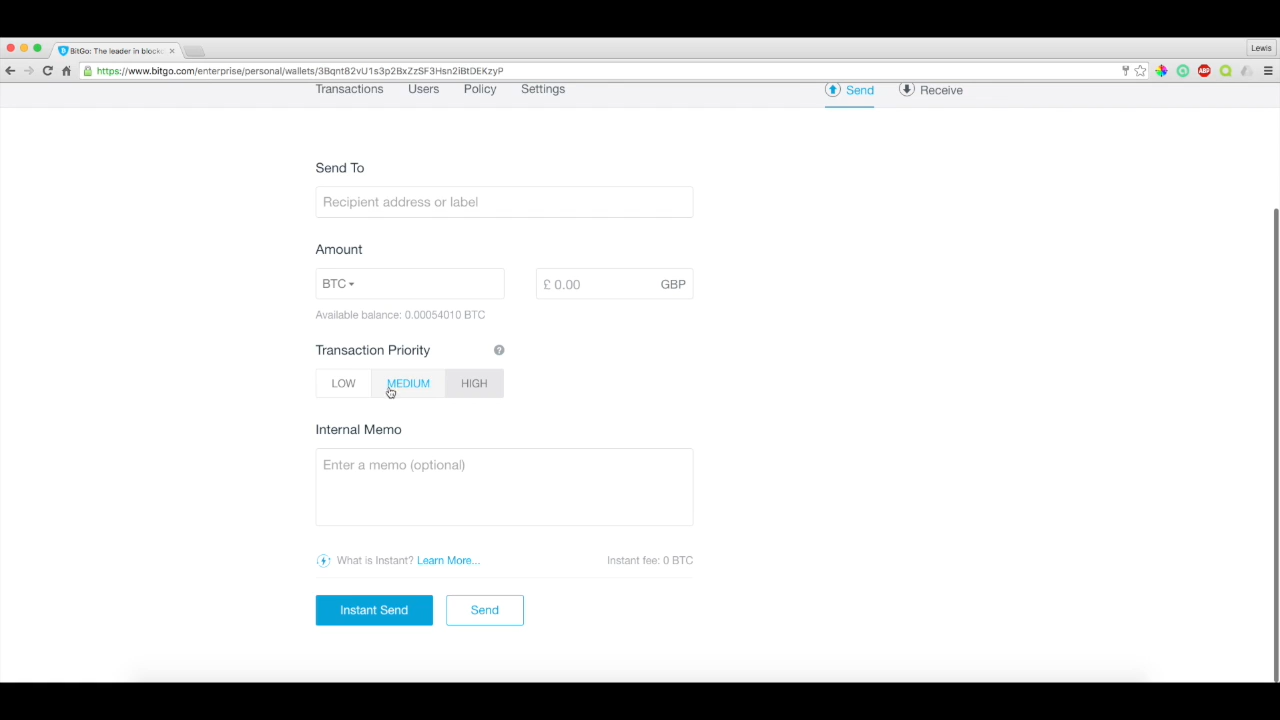 BitGo: The leader in blockc
Lewis
https://www.bitgo.com/enterprise/personal/wallets/3Bqnt82vU1s3p2BxZzSF3Hsn2iBtDEKzyP
ABP
Transactions Users Policy Settings Send Receive
Send To
Recipient address or label
Amount
BTC £ 0.00 GBP
Available balance: 0.00054010 BTC
Transaction Priority ?
LOW MEDIUM HIGH
Internal Memo
Enter a memo (optional)
What is Instant? Learn More... Instant fee: 0 BTC
Instant Send Send